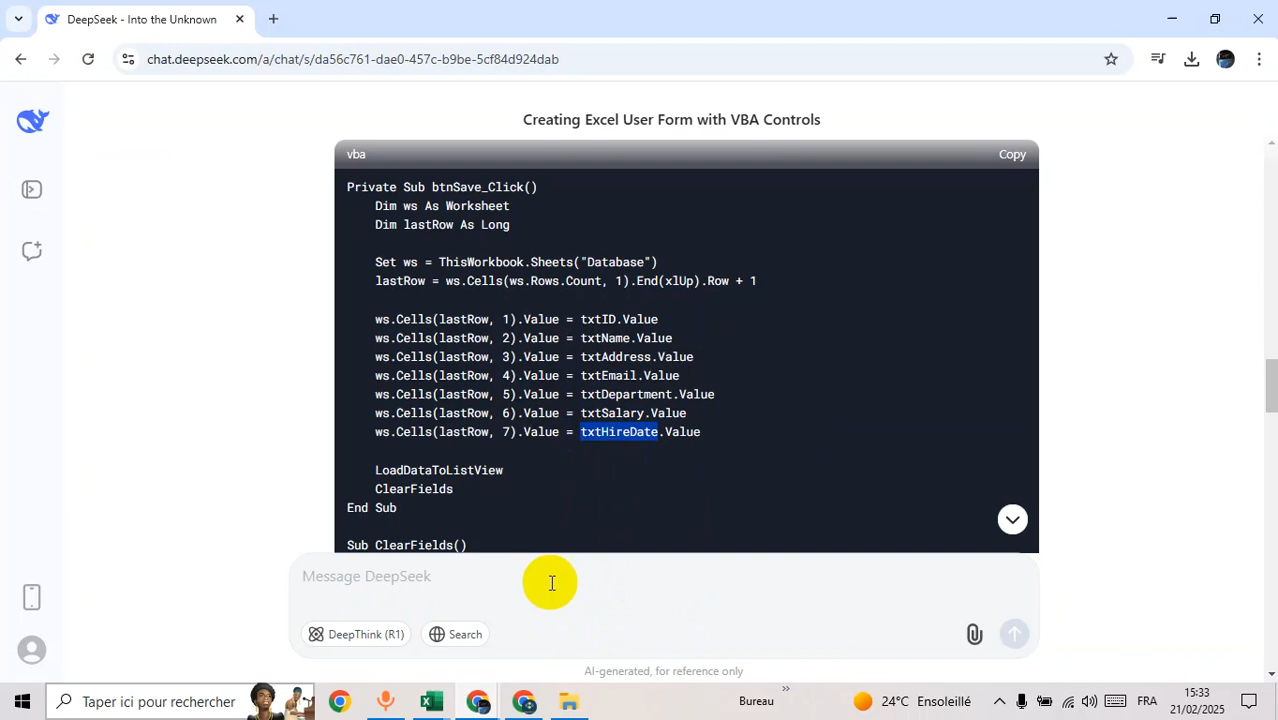 DeepSeek - Into the Unknown
chat.deepseek.com/a/chat/s/da56c761-dae0-457c-b9be-5cf84d924dab
Creating Excel User Form with VBA Controls
vba
Copy
Private Sub btnSave_Click()
Dim ws As Worksheet
Dim lastRow As Long
Set ws = ThisWorkbook.Sheets("Database")
lastRow = ws.Cells(ws.Rows.Count, 1).End(xlUp).Row + 1
ws.Cells(lastRow, 1).Value = txtID.Value
ws.Cells(lastRow, 2).Value = txtName.Value
ws.Cells(lastRow, 3).Value = txtAddress.Value
ws.Cells(lastRow, 4).Value = txtEmail.Value
ws.Cells(lastRow, 5).Value = txtDepartment.Value
ws.Cells(lastRow, 6).Value = txtSalary.Value
ws.Cells(lastRow, 7).Value = txtHireDate.Value
LoadDataToListView
ClearFields
End Sub
Sub ClearFields()
Message DeepSeek
DeepThink (R1)
Search
AI-generated, for reference only
Taper ici pour rechercher
Bureau
»
24°C Ensoleillé
FRA
15:33
21/02/2025